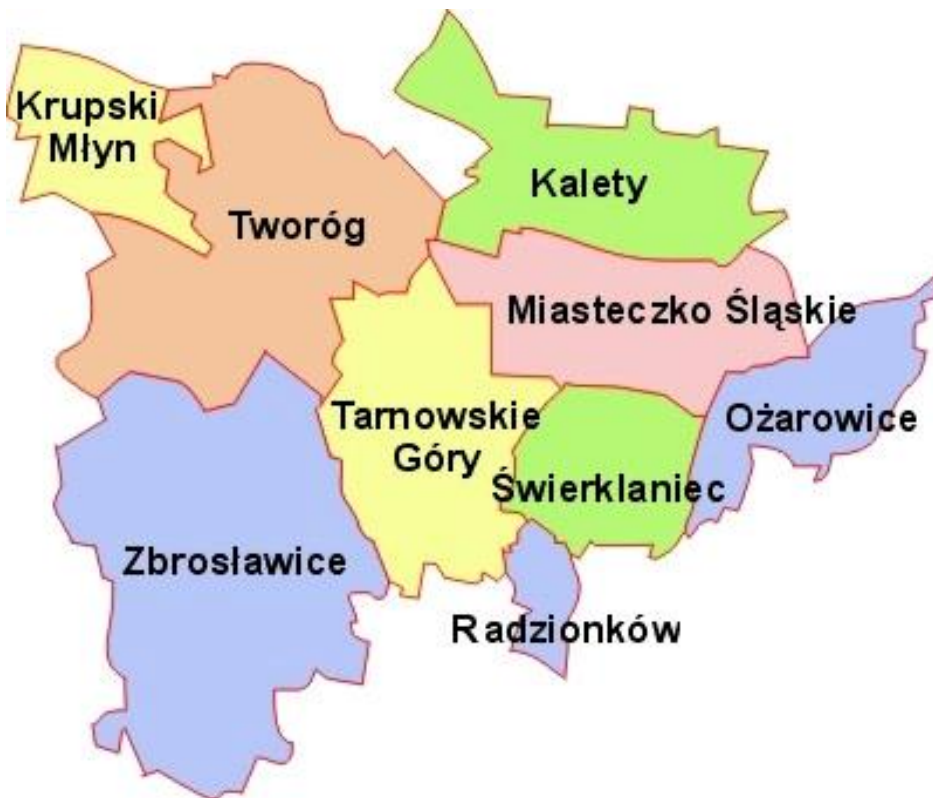 Krupski
Młyn
Kalety
Tworóg
Miasteczko Śląskie
Tarnowskie
Góry
Ożarowice
Świerklaniec
Zbrosławice
Radzionków